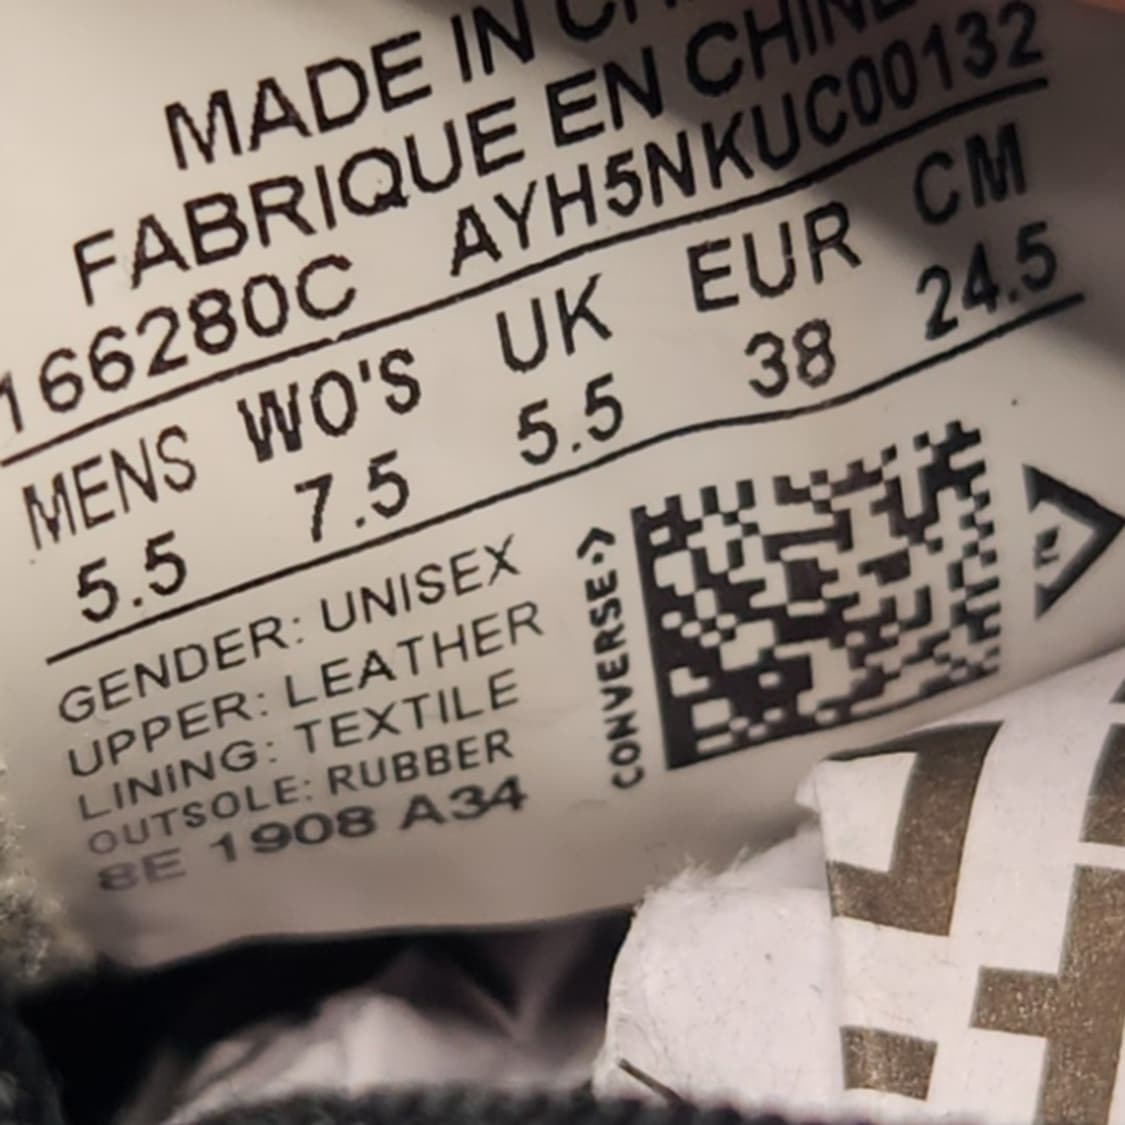 MADE IN
FABRIQUE EN CHINE
166280C AYH5NKUC00132
MENS WO'S UK EUR CM
5.5 7.5 5.5 38 24.5
GENDER: UNISEX
UPPER: LEATHER
LINING: TEXTILE
OUTSOLE: RUBBER
8E 1908 A34
CONVERSE